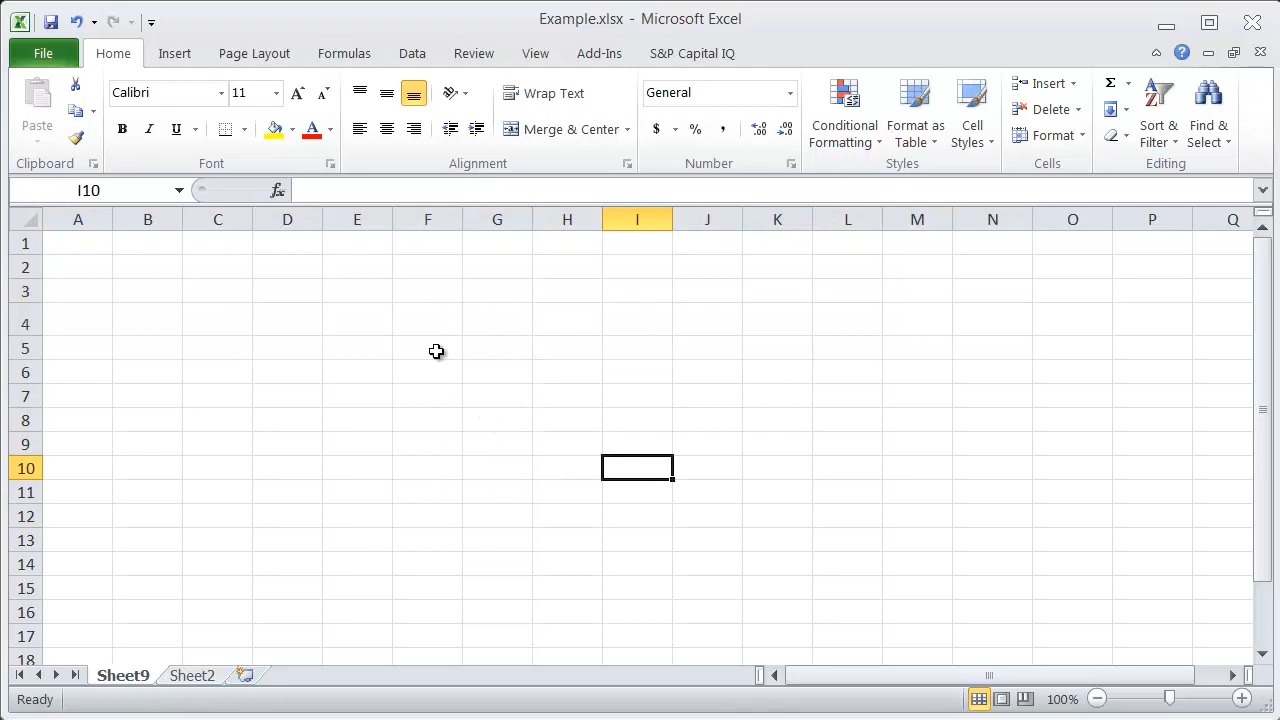 Example.xlsx - Microsoft Excel
File Home Insert Page Layout Formulas Data Review View Add-Ins S&P Capital IQ
Paste
Clipboard
Calibri 11
B I U A
Font
Wrap Text
Merge & Center
Alignment
General
$ % ,
Number
Conditional Formatting
Format as Table
Cell Styles
Styles
Insert
Delete
Format
Cells
Σ
Sort & Filter
Find & Select
Editing
I10 fx
A B C D E F G H I J K L M N O P Q
1
2
3
4
5
6
7
8
9
10
11
12
13
14
15
16
17
18
Sheet9 Sheet2
Ready 100%